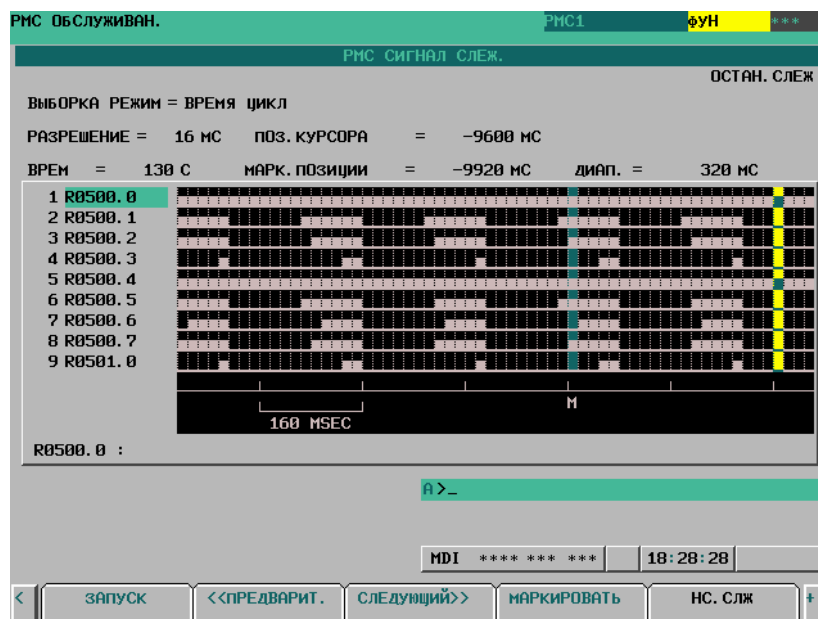 PMC ОБСЛУЖИВАН. PMC1 ФУН ***
PMC СИГНАЛ СЛЕЖ.
ОСТАН. СЛЕЖ
ВЫБОРКА РЕЖИМ = ВРЕМЯ ЦИКЛ
РАЗРЕШЕНИЕ = 16 МС ПОЗ. КУРСОРА = -9600 МС
ВРЕМ = 130 С МАРК. ПОЗИЦИИ = -9920 МС ДИАП. = 320 МС
1 R0500.0
2 R0500.1
3 R0500.2
4 R0500.3
5 R0500.4
6 R0500.5
7 R0500.6
8 R0500.7
9 R0501.0
M
160 MSEC
R0500.0 :
A>_
MDI **** *** *** 18:28:28
< ЗАПУСК <<ПРЕДВАРИТ. СЛЕДУЮЩИЙ>> МАРКИРОВАТЬ НС. СЛЖ +